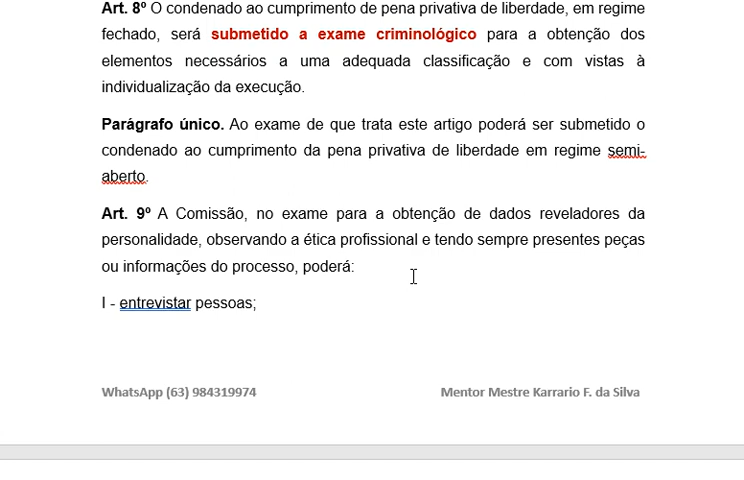 Art. 8º O condenado ao cumprimento de pena privativa de liberdade, em regime
fechado, será submetido a exame criminológico para a obtenção dos
elementos necessários a uma adequada classificação e com vistas à
individualização da execução.
Parágrafo único. Ao exame de que trata este artigo poderá ser submetido o
condenado ao cumprimento da pena privativa de liberdade em regime semi-
aberto.
Art. 9º A Comissão, no exame para a obtenção de dados reveladores da
personalidade, observando a ética profissional e tendo sempre presentes peças
ou informações do processo, poderá:
I - entrevistar pessoas;
WhatsApp (63) 984319974 Mentor Mestre Karrario F. da Silva